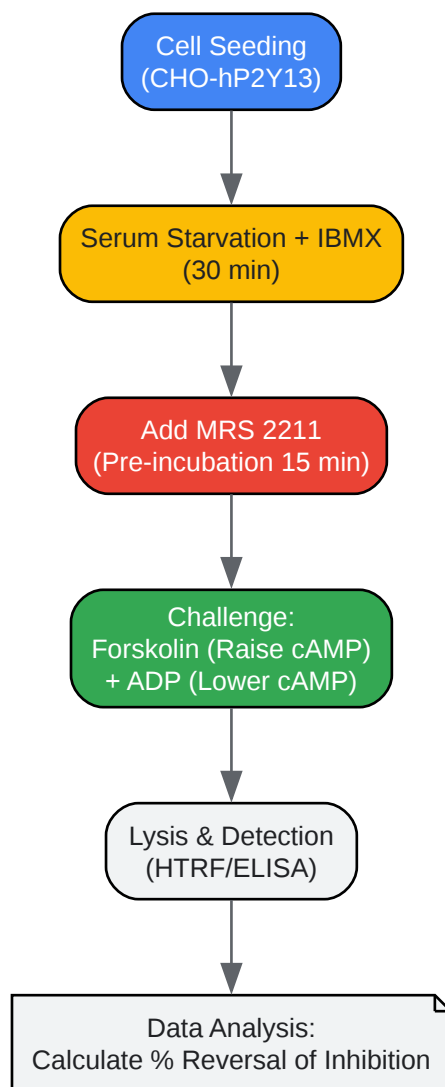 Cell Seeding
(CHO-hP2Y13)
Serum Starvation + IBMX
(30 min)
Add MRS 2211
(Pre-incubation 15 min)
Challenge:
Forskolin (Raise cAMP)
+ ADP (Lower cAMP)
Lysis & Detection
(HTRF/ELISA)
Data Analysis:
Calculate % Reversal of Inhibition